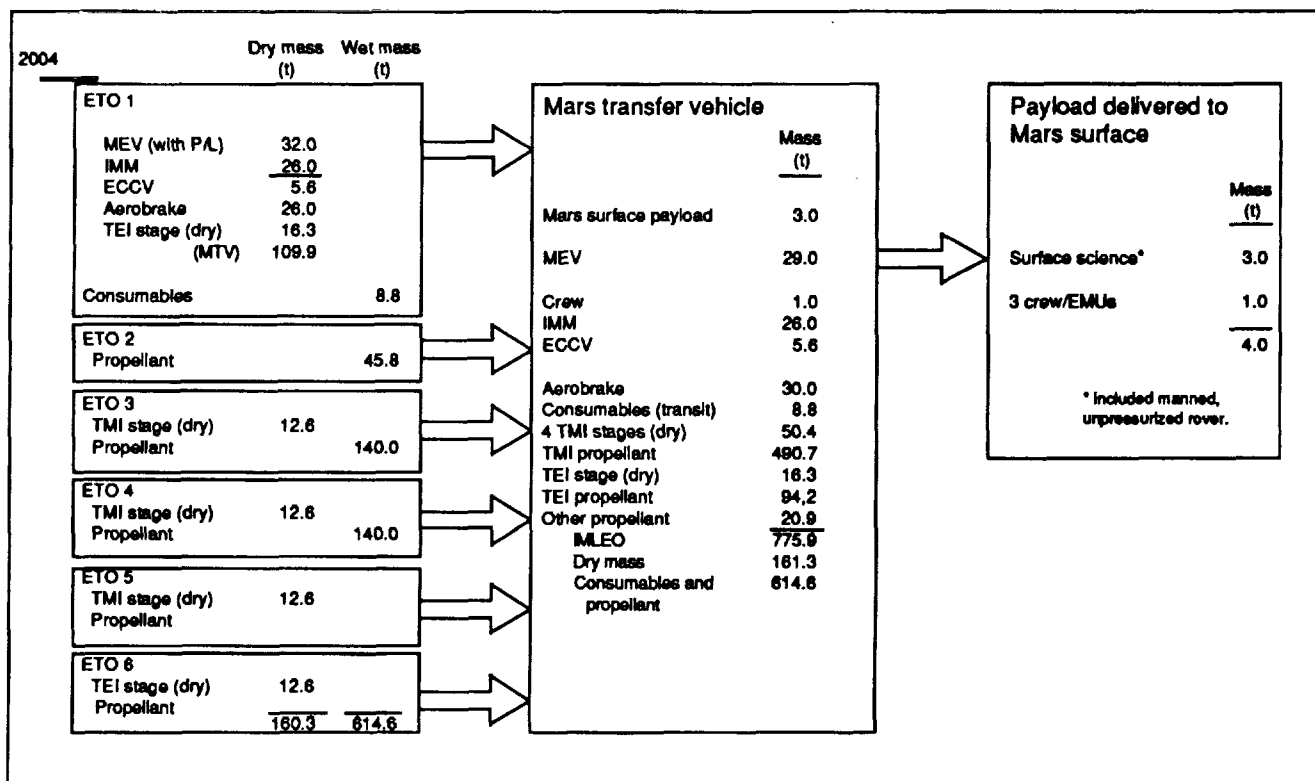 2004
Dry mass Wet mass
(t) (t)
ETO 1
MEV (with P/L) 32.0
IMM 26.0
ECCV 5.6
Aerobrake 26.0
TEI stage (dry) 16.3
(MTV) 109.9
Consumables 8.8
ETO 2
Propellant 45.8
ETO 3
TMI stage (dry) 12.6
Propellant 140.0
ETO 4
TMI stage (dry) 12.6
Propellant 140.0
ETO 5
TMI stage (dry) 12.6
Propellant
ETO 6
TEI stage (dry) 12.6
Propellant
160.3 614.6
Mars transfer vehicle
Mass
(t)
Mars surface payload 3.0
MEV 29.0
Crew 1.0
IMM 26.0
ECCV 5.6
Aerobrake 30.0
Consumables (transit) 8.8
4 TMI stages (dry) 50.4
TMI propellant 490.7
TEI stage (dry) 16.3
TEI propellant 94,2
Other propellant 20.9
IMLEO 775.9
Dry mass 161.3
Consumables and 614.6
propellant
Payload delivered to
Mars surface
Mass
(t)
Surface science* 3.0
3 crew/EMUs 1.0
4.0
* Included manned,
unpressurized rover.